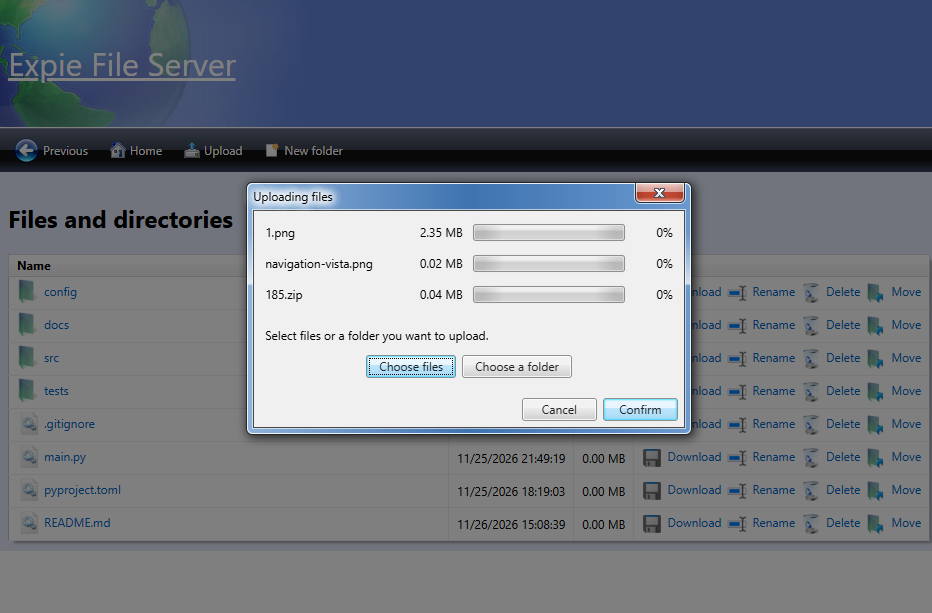 Expie File Server
Previous Home Upload New folder
Uploading files
Files and directories
1.png 2.35 MB 0%
navigation-vista.png 0.02 MB 0%
185.zip 0.04 MB 0%
Select files or a folder you want to upload.
Choose files Choose a folder
Cancel Confirm
Name
config nload Rename Delete Move
docs nload Rename Delete Move
src nload Rename Delete Move
tests nload Rename Delete Move
.gitignore nload Rename Delete Move
main.py 11/25/2026 21:49:19 0.00 MB Download Rename Delete Move
pyproject.toml 11/25/2026 18:19:03 0.00 MB Download Rename Delete Move
README.md 11/26/2026 15:08:39 0.00 MB Download Rename Delete Move